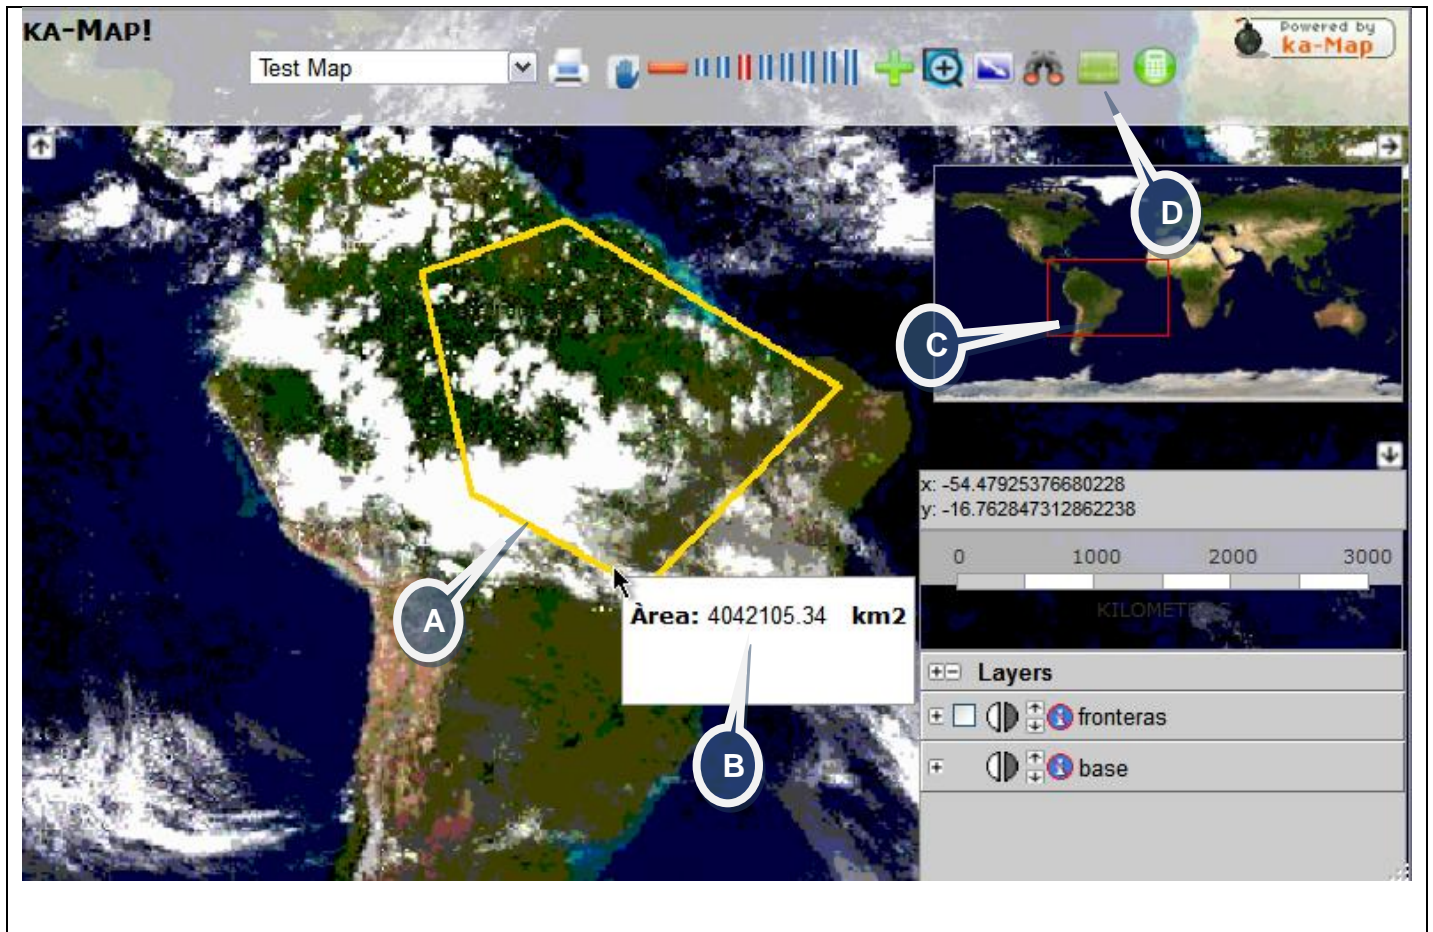 KA-MAP!
Test Map
Powered by
ka-Map
D
C
x: -54.47925376680228
y: -16.762847312862238
0 1000 2000 3000
KILOMETERS
A
Àrea: 4042105.34 km2
B
Layers
fronteras
base